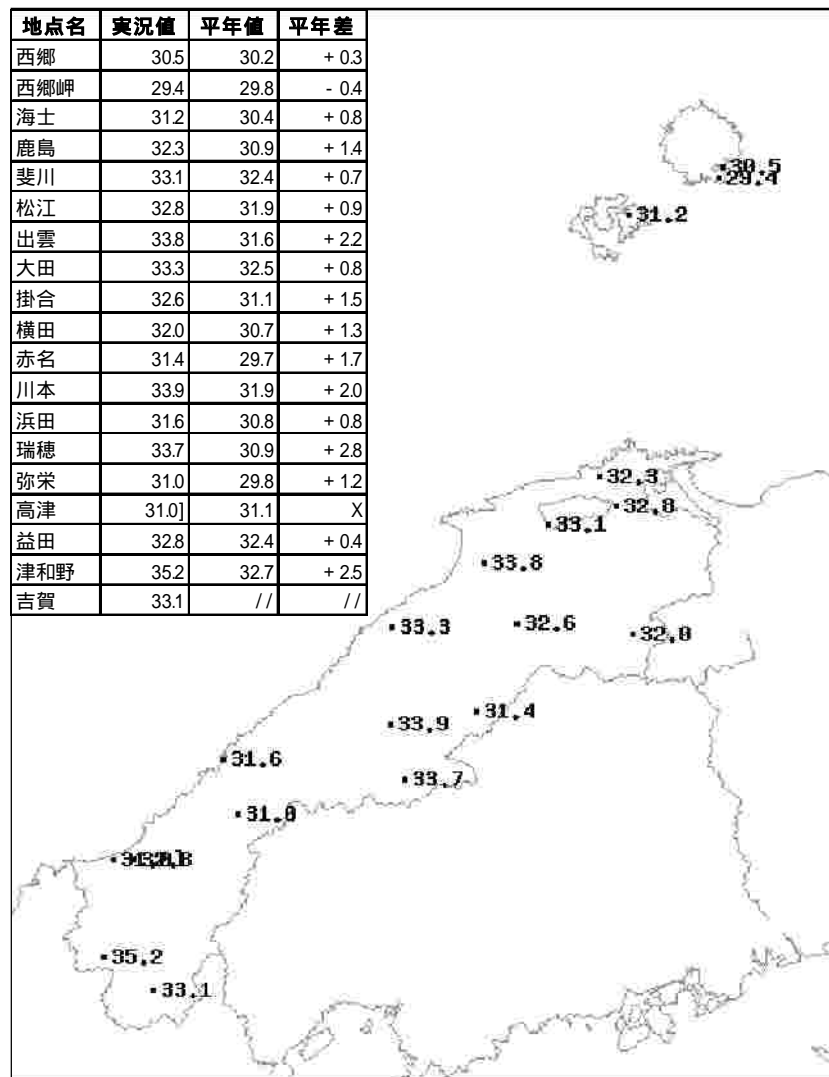 地点名 実況値 平年値 平年差
西郷 30.5 30.2 + 0.3
西郷岬 29.4 29.8 - 0.4
海士 31.2 30.4 + 0.8
鹿島 32.3 30.9 + 1.4
斐川 33.1 32.4 + 0.7
松江 32.8 31.9 + 0.9
出雲 33.8 31.6 + 2.2
大田 33.3 32.5 + 0.8
掛合 32.6 31.1 + 1.5
横田 32.0 30.7 + 1.3
赤名 31.4 29.7 + 1.7
川本 33.9 31.9 + 2.0
浜田 31.6 30.8 + 0.8
瑞穂 33.7 30.9 + 2.8
弥栄 31.0 29.8 + 1.2
高津 31.0] 31.1 X
益田 32.8 32.4 + 0.4
津和野 35.2 32.7 + 2.5
吉賀 33.1 // //
30.5
29.4
31.2
32.3
32.8
33.1
33.8
32.6
33.3
32.0
31.4
33.9
31.6
33.7
31.0
35.2
33.1